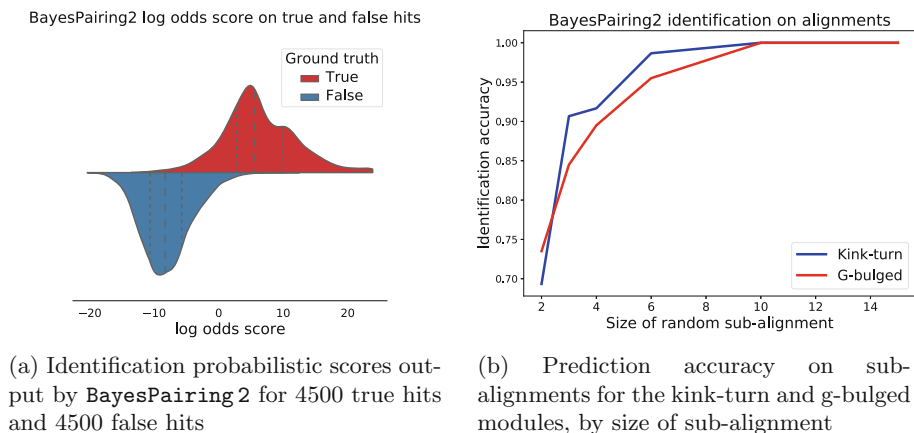 BayesPairing2 log odds score on true and false hits
Ground truth
True
False
−20 −10 0 10 20
log odds score
(a) Identification probabilistic scores out-
put by BayesPairing 2 for 4500 true hits
and 4500 false hits
BayesPairing2 identification on alignments
Identification accuracy
1.00
0.95
0.90
0.85
0.80
0.75
0.70
Kink-turn
G-bulged
2 4 6 8 10 12 14
Size of random sub-alignment
(b) Prediction accuracy on sub-
alignments for the kink-turn and g-bulged
modules, by size of sub-alignment